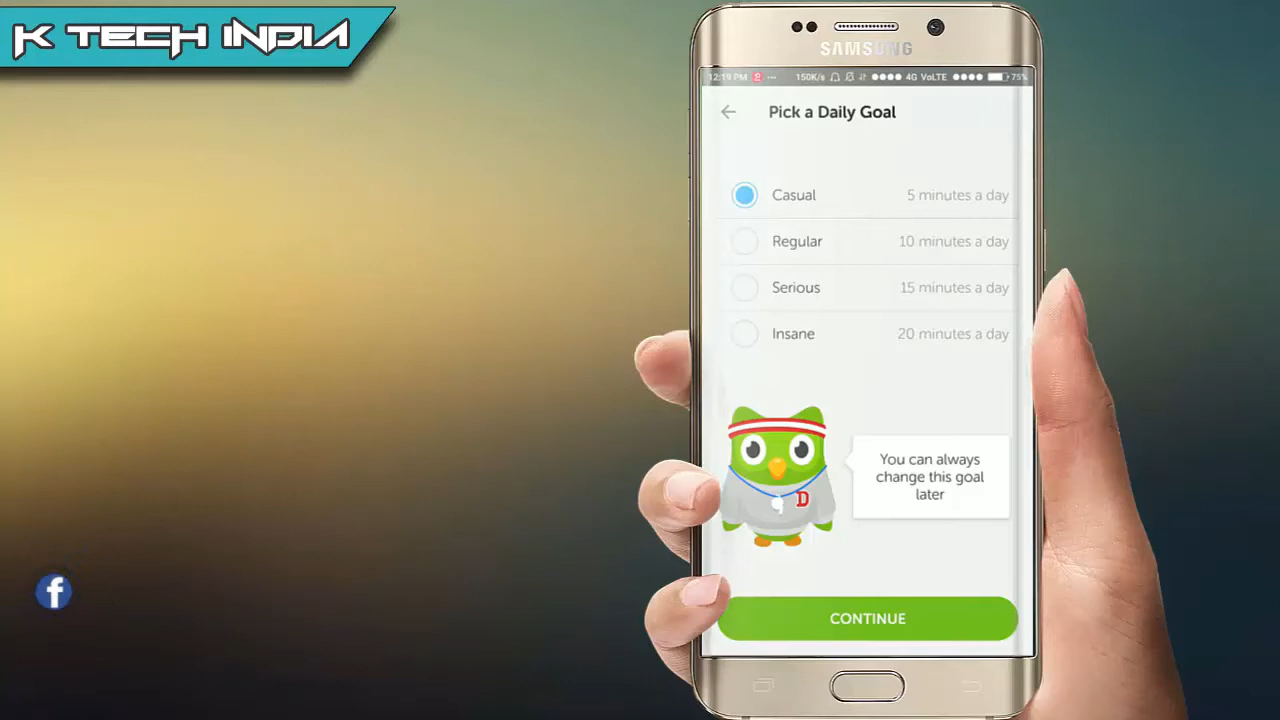 K TECH INDIA
SAMSUNG
12:19 PM ... 150K/s 4G VoLTE 75%
Pick a Daily Goal
Casual 5 minutes a day
Regular 10 minutes a day
Serious 15 minutes a day
Insane 20 minutes a day
You can always
change this goal
later
D
CONTINUE
f